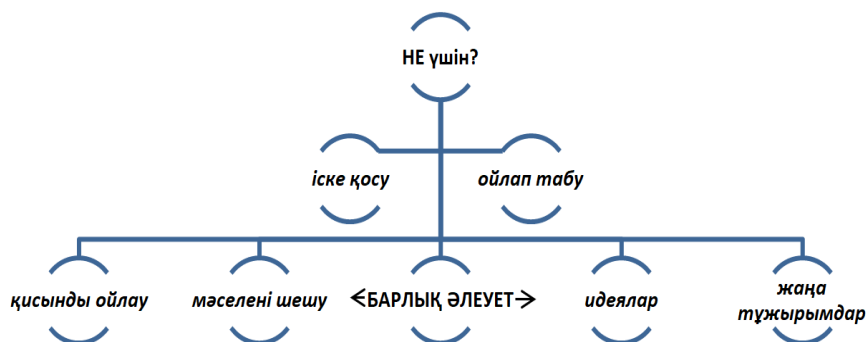 НЕ үшін?
іске қосу
ойлап табу
қисынды ойлау
мәселені шешу
←БАРЛЫҚ ӘЛЕУЕТ→
идеялар
жаңа
тұжырымдар